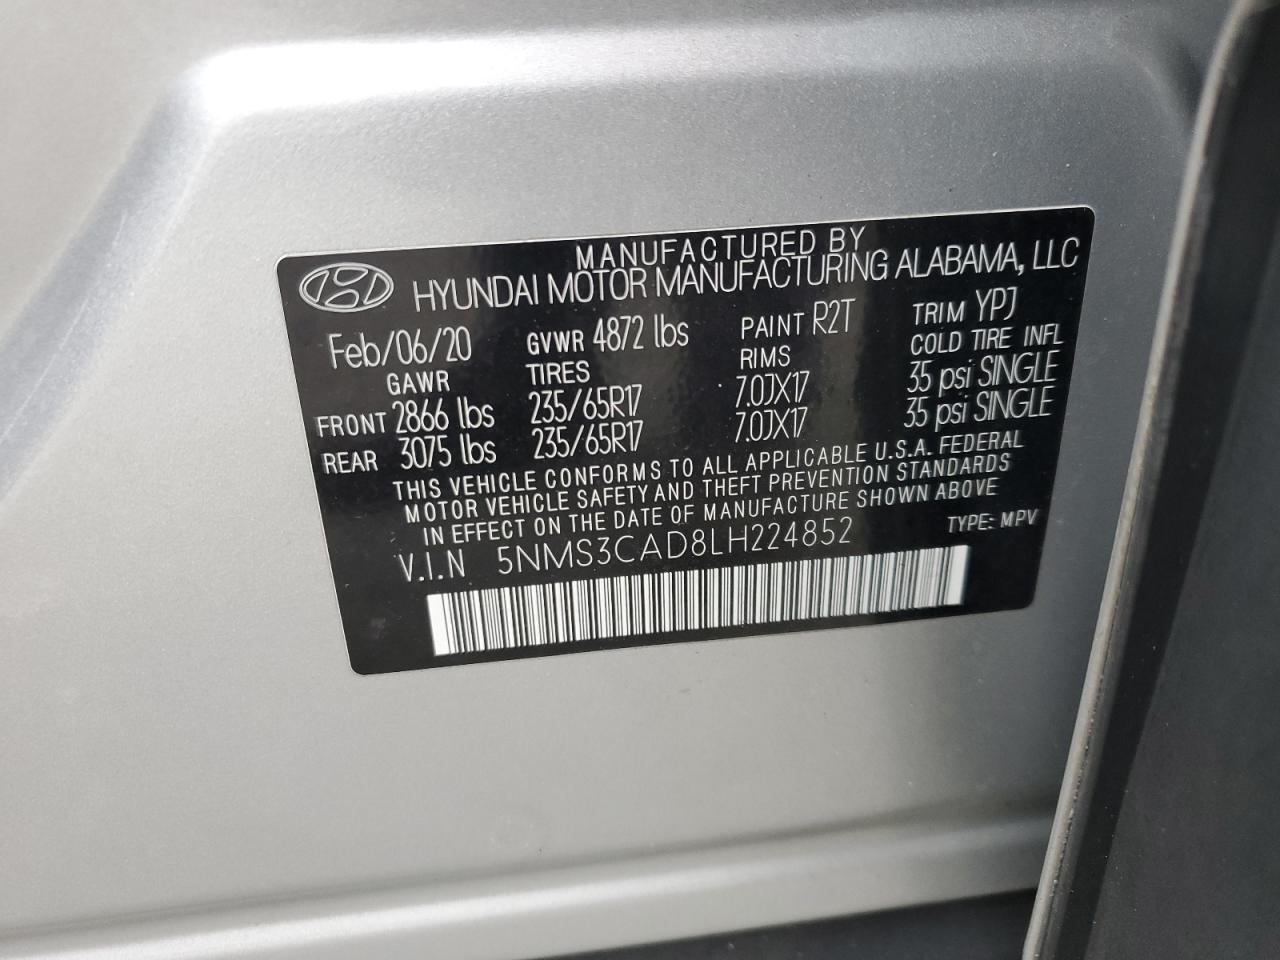 MANUFACTURED BY
HYUNDAI MOTOR MANUFACTURING ALABAMA, LLC
Feb/06/20 GVWR 4872 lbs PAINT R2T TRIM YPJ
GAWR TIRES RIMS COLD TIRE INFL
FRONT 2866 lbs 235/65R17 7.0JX17 35 psi SINGLE
REAR 3075 lbs 235/65R17 7.0JX17 35 psi SINGLE
THIS VEHICLE CONFORMS TO ALL APPLICABLE U.S.A. FEDERAL
MOTOR VEHICLE SAFETY AND THEFT PREVENTION STANDARDS
IN EFFECT ON THE DATE OF MANUFACTURE SHOWN ABOVE
V.I.N 5NMS3CAD8LH224852 TYPE: MPV